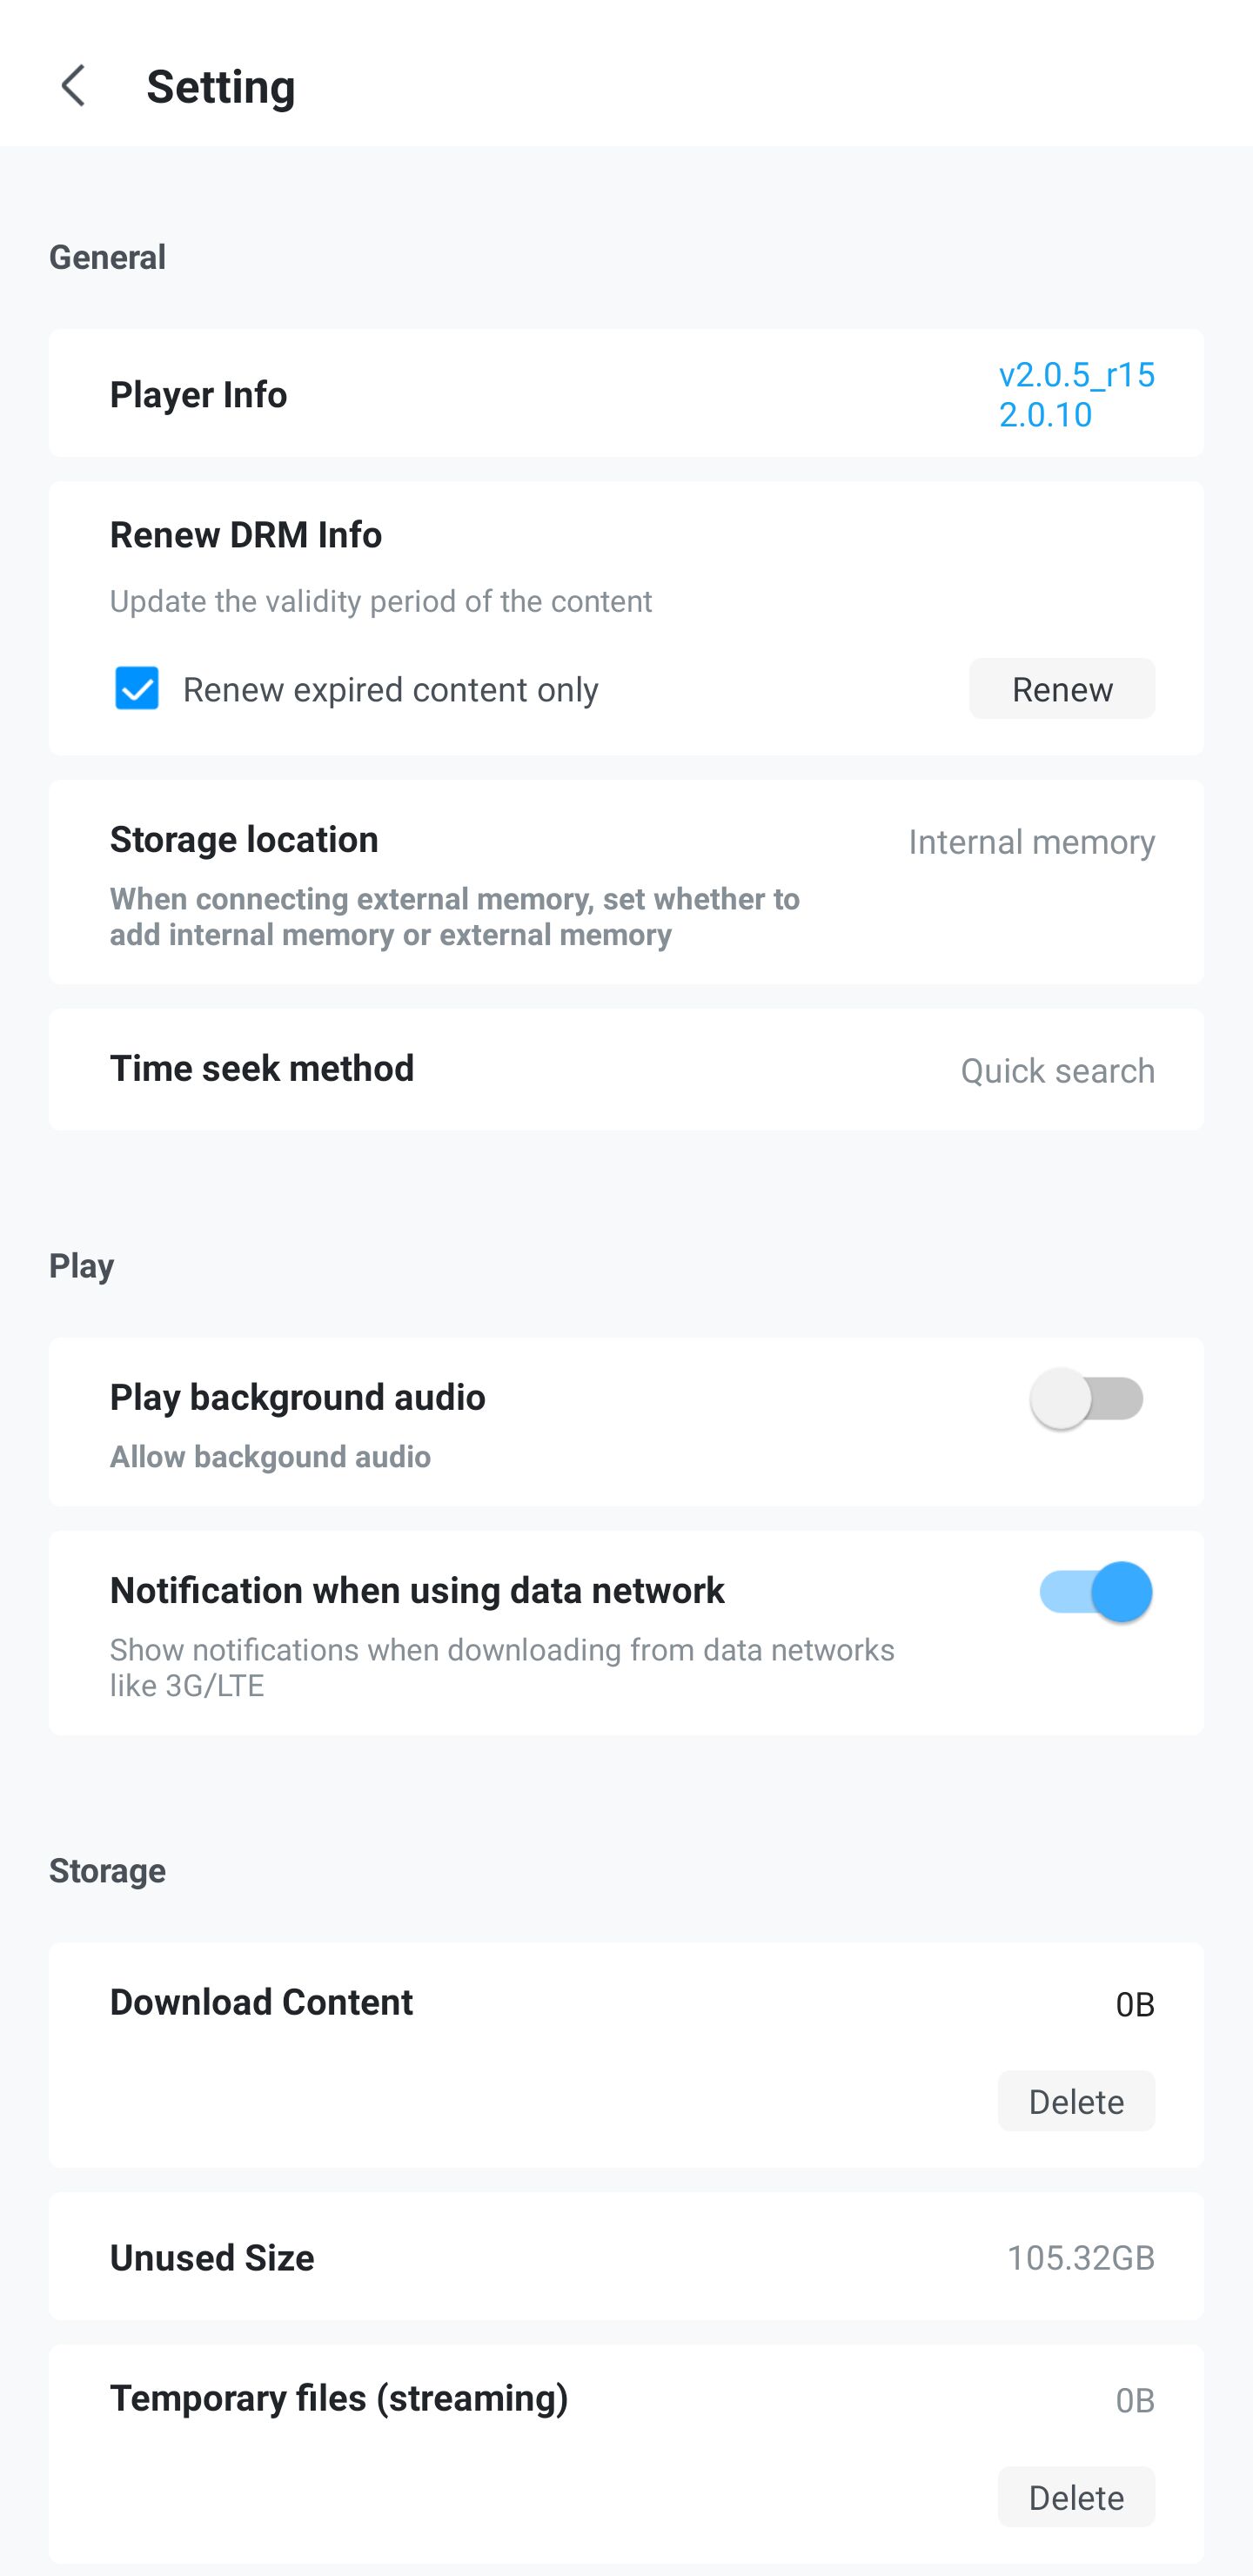 Setting
General
Player Info
v2.0.5_r15
2.0.10
Renew DRM Info
Update the validity period of the content
Renew expired content only
Renew
Storage location
Internal memory
When connecting external memory, set whether to
add internal memory or external memory
Time seek method
Quick search
Play
Play background audio
Allow backgound audio
Notification when using data network
Show notifications when downloading from data networks
like 3G/LTE
Storage
Download Content
0B
Delete
Unused Size
105.32GB
Temporary files (streaming)
0B
Delete